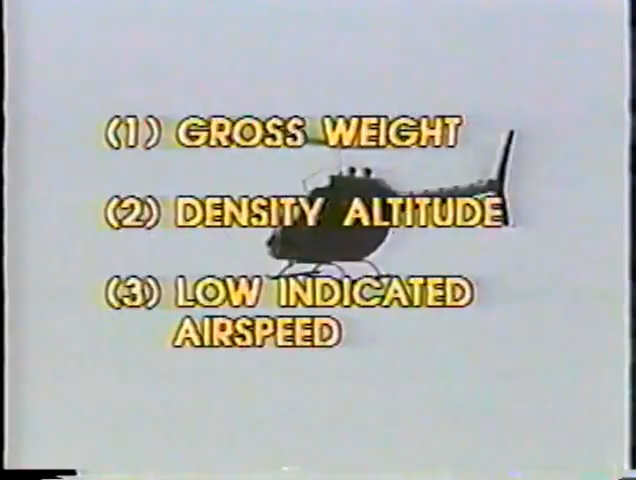 (1) GROSS WEIGHT
(2) DENSITY ALTITUDE
(3) LOW INDICATED
AIRSPEED